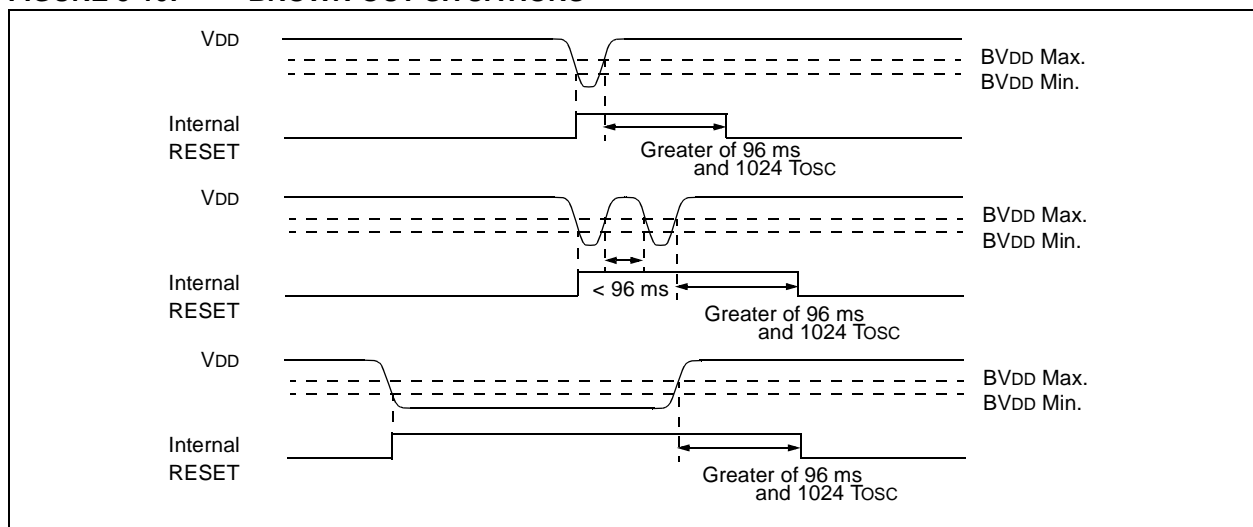 VDD
BVDD Max.
BVDD Min.
Internal
RESET
Greater of 96 ms
and 1024 TOSC
VDD
BVDD Max.
BVDD Min.
Internal
RESET
< 96 ms
Greater of 96 ms
and 1024 TOSC
VDD
BVDD Max.
BVDD Min.
Internal
RESET
Greater of 96 ms
and 1024 TOSC